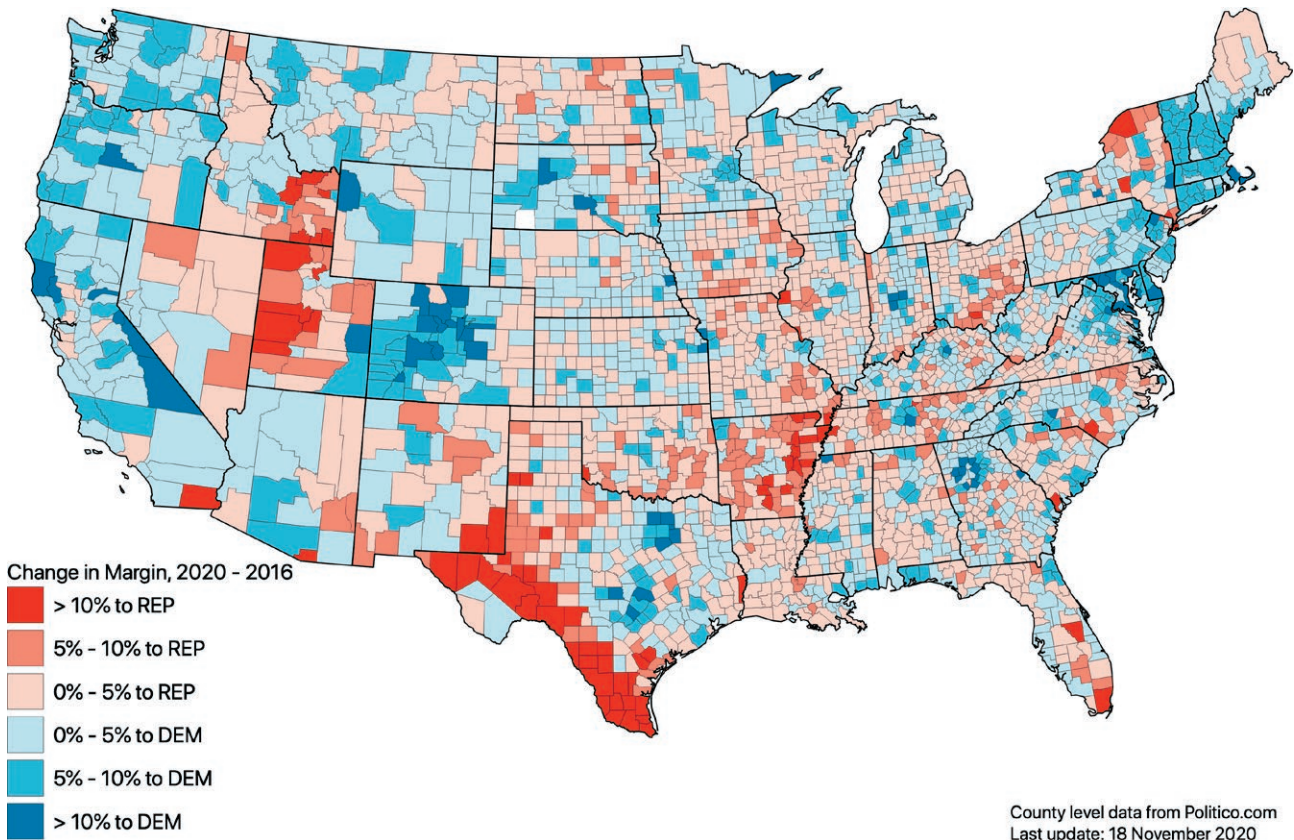 Change in Margin, 2020 - 2016
> 10% to REP
5% - 10% to REP
0% - 5% to REP
0% - 5% to DEM
5% - 10% to DEM
> 10% to DEM
County level data from Politico.com
Last update: 18 November 2020